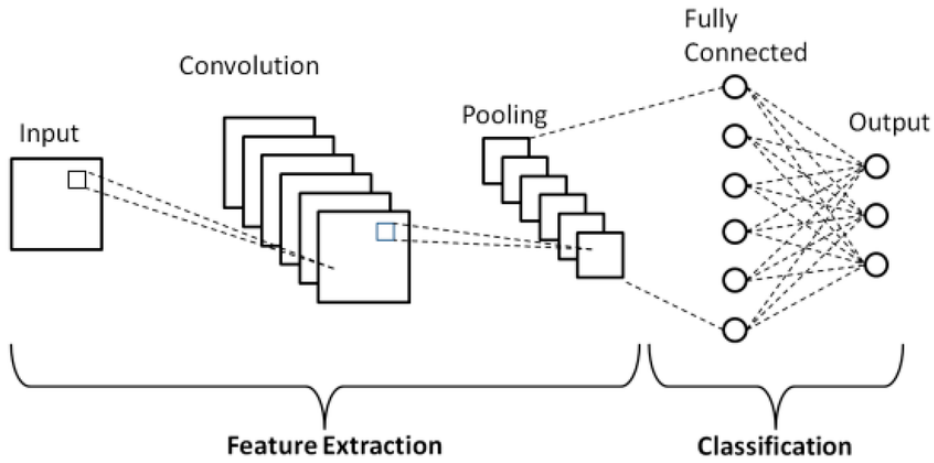 Input
Convolution
Pooling
Fully
Connected
Output
Feature Extraction
Classification